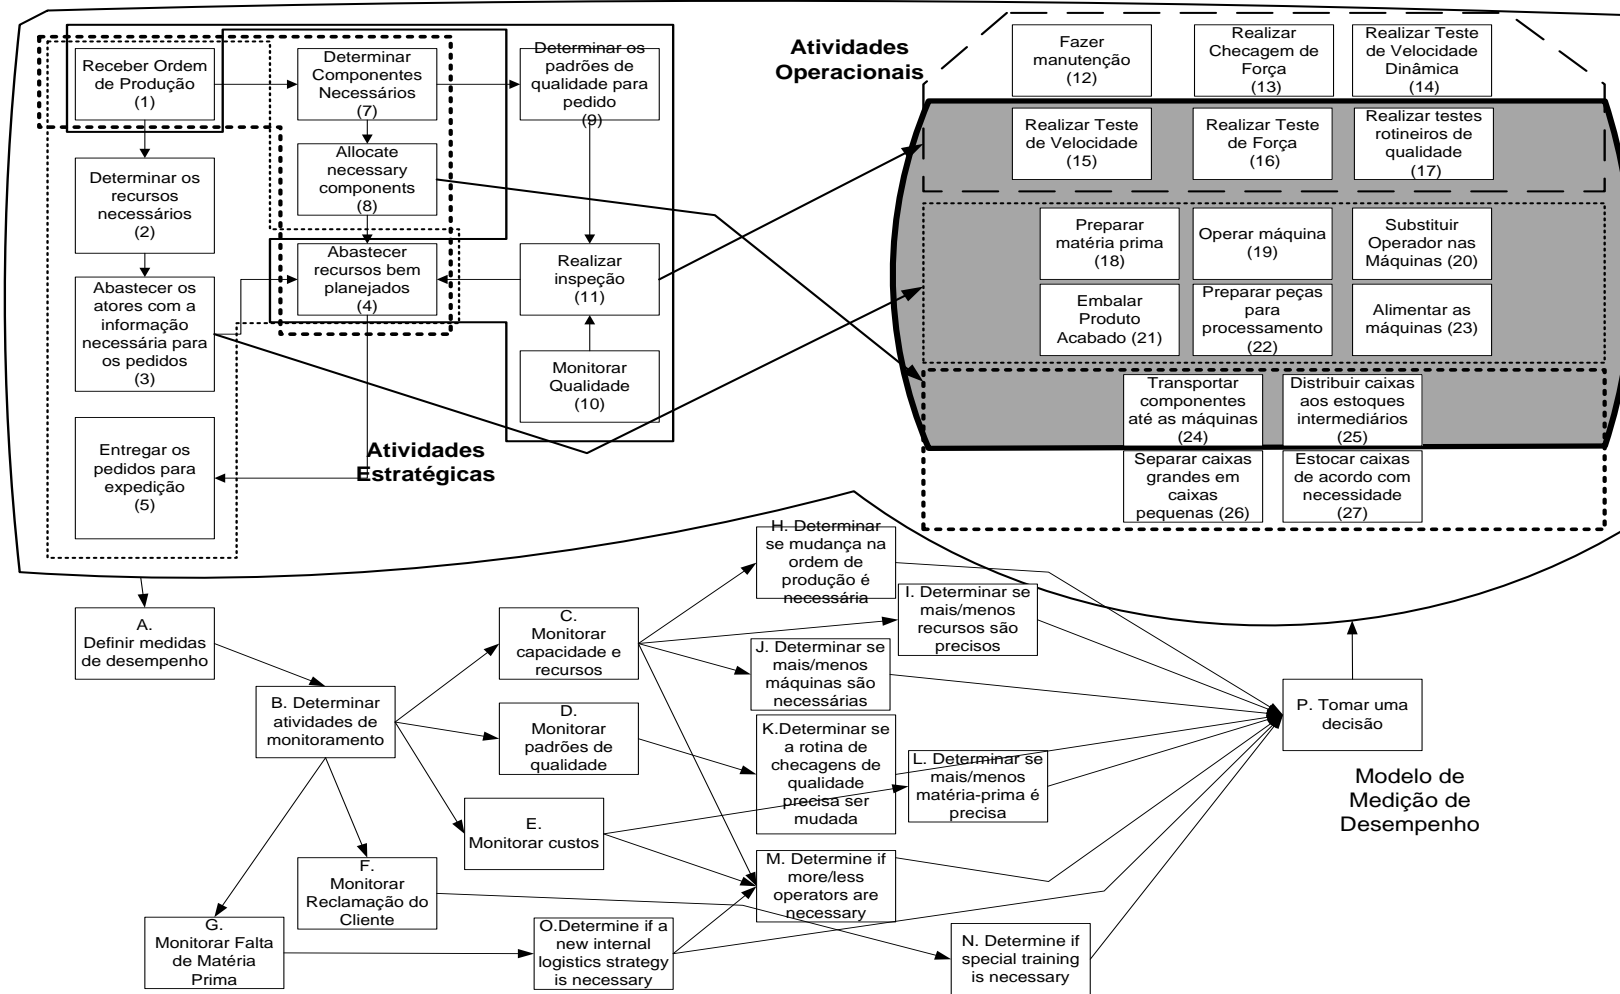 Receber Ordem
de Produção
(1)
Determinar
Componentes
Necessários
(7)
Determinar os
padrões de
qualidade para
pedido
(9)
Allocate
necessary
components
(8)
Determinar os
recursos
necessários
(2)
Abastecer
recursos bem
planejados
(4)
Realizar
inspeção
(11)
Abastecer os
atores com a
informação
necessária para
os pedidos
(3)
Monitorar
Qualidade
(10)
Entregar os
pedidos para
expedição
(5)
Atividades
Estratégicas
Atividades
Operacionais
Fazer
manutenção
(12)
Realizar
Checagem de
Força
(13)
Realizar Teste
de Velocidade
Dinâmica
(14)
Realizar Teste
de Velocidade
(15)
Realizar Teste
de Força
(16)
Realizar testes
rotineiros de
qualidade
(17)
Preparar
matéria prima
(18)
Operar máquina
(19)
Substituir
Operador nas
Máquinas (20)
Embalar
Produto
Acabado (21)
Preparar peças
para
processamento
(22)
Alimentar as
máquinas (23)
Transportar
componentes
até as máquinas
(24)
Distribuir caixas
aos estoques
intermediários
(25)
Separar caixas
grandes em
caixas
pequenas (26)
Estocar caixas
de acordo com
necessidade
(27)
A.
Definir medidas
de desempenho
B. Determinar
atividades de
monitoramento
C.
Monitorar
capacidade e
recursos
D.
Monitorar
padrões de
qualidade
E.
Monitorar custos
F.
Monitorar
Reclamação do
Cliente
G.
Monitorar Falta
de Matéria
Prima
H. Determinar
se mudança na
ordem de
produção é
necessária
I. Determinar se
mais/menos
recursos são
precisos
J. Determinar se
mais/menos
máquinas são
necessárias
K.Determinar se
a rotina de
checagens de
qualidade
precisa ser
mudada
L. Determinar se
mais/menos
matéria-prima é
precisa
M. Determine if
more/less
operators are
necessary
O.Determine if a
new internal
logistics strategy
is necessary
N. Determine if
special training
is necessary
P. Tomar uma
decisão
Modelo de
Medição de
Desempenho